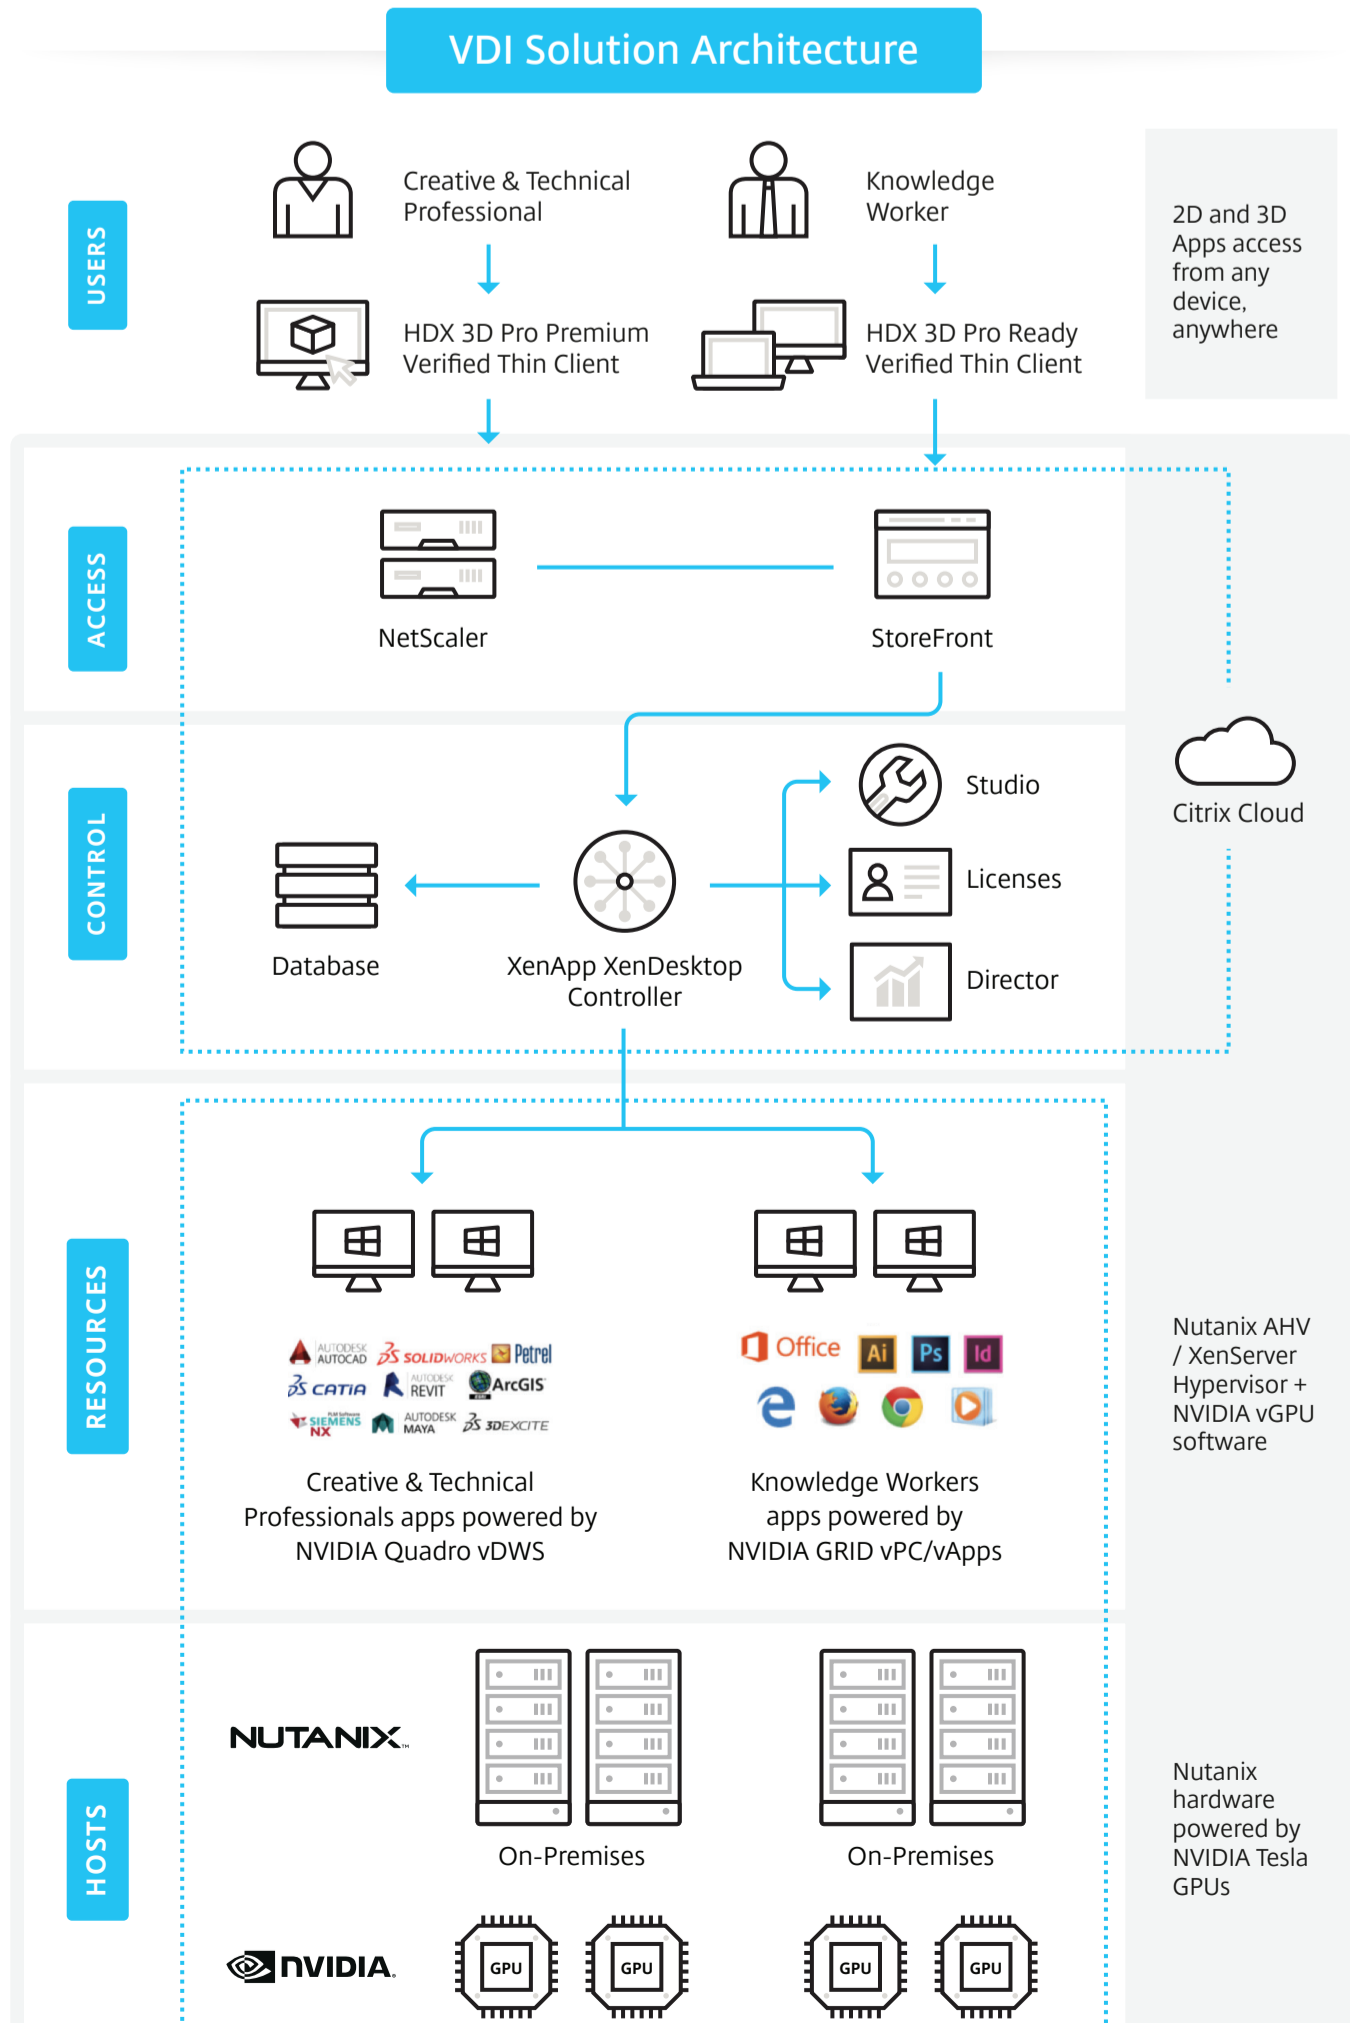 VDI Solution Architecture
USERS
Creative & Technical
Professional
Knowledge
Worker
HDX 3D Pro Premium
Verified Thin Client
HDX 3D Pro Ready
Verified Thin Client
2D and 3D
Apps access
from any
device,
anywhere
ACCESS
NetScaler
StoreFront
CONTROL
Database
XenApp XenDesktop
Controller
Studio
Licenses
Director
Citrix Cloud
RESOURCES
AUTODESK
AUTOCAD
SOLIDWORKS
Petrel
CATIA
AUTODESK
REVIT
ArcGIS
PLM Software
SIEMENS
NX
AUTODESK
MAYA
3DEXCITE
Office
Ai
Ps
Id
Creative & Technical
Professionals apps powered by
NVIDIA Quadro vDWS
Knowledge Workers
apps powered by
NVIDIA GRID vPC/vApps
Nutanix AHV
/ XenServer
Hypervisor +
NVIDIA vGPU
software
HOSTS
NUTANIX™
On-Premises
On-Premises
Nutanix
hardware
powered by
NVIDIA Tesla
GPUs
NVIDIA.
GPU
GPU
GPU
GPU